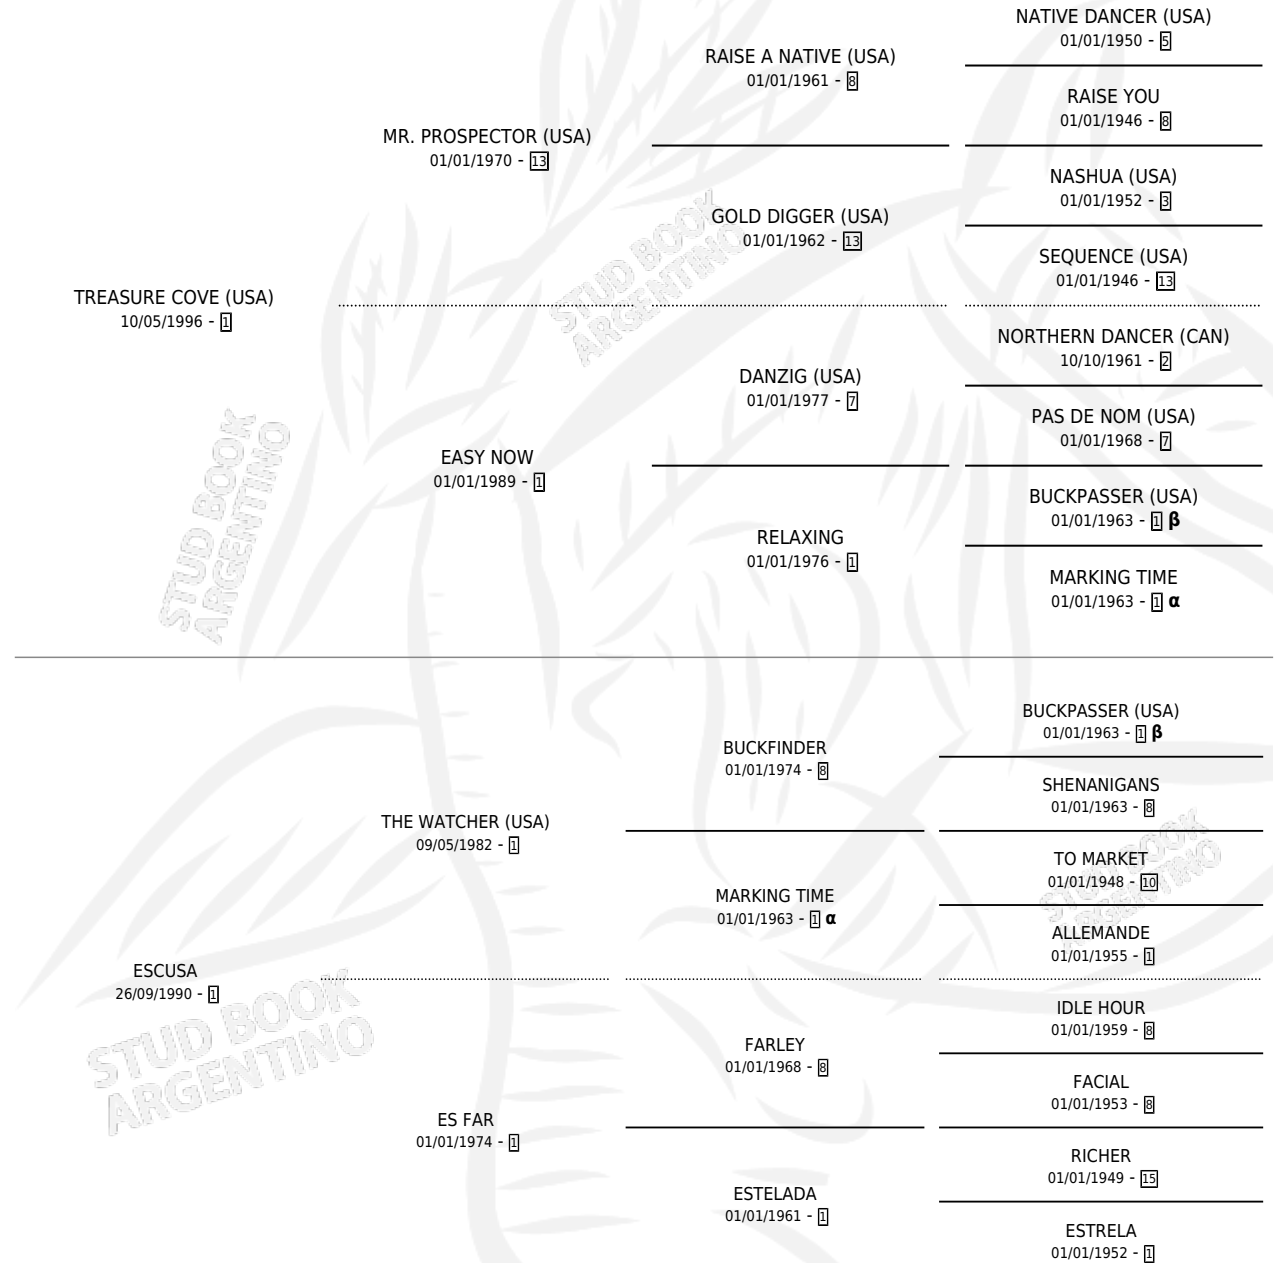 NATIVE DANCER (USA)
01/01/1950 - 5
RAISE A NATIVE (USA)
01/01/1961 - 8
RAISE YOU
01/01/1946 - 8
MR. PROSPECTOR (USA)
01/01/1970 - 13
NASHUA (USA)
01/01/1952 - 3
GOLD DIGGER (USA)
01/01/1962 - 13
SEQUENCE (USA)
01/01/1946 - 13
TREASURE COVE (USA)
10/05/1996 - 1
NORTHERN DANCER (CAN)
10/10/1961 - 2
DANZIG (USA)
01/01/1977 - 7
PAS DE NOM (USA)
01/01/1968 - 7
EASY NOW
01/01/1989 - 1
BUCKPASSER (USA)
01/01/1963 - 1 β
RELAXING
01/01/1976 - 1
MARKING TIME
01/01/1963 - 1 α
STUD BOOK
ARGENTINO
STUD BOOK
ARGENTINO
BUCKPASSER (USA)
01/01/1963 - 1 β
BUCKFINDER
01/01/1974 - 8
SHENANIGANS
01/01/1963 - 8
THE WATCHER (USA)
09/05/1982 - 1
TO MARKET
01/01/1948 - 10
MARKING TIME
01/01/1963 - 1 α
ALLEMANDE
01/01/1955 - 1
ESCUSA
26/09/1990 - 1
IDLE HOUR
01/01/1959 - 8
FARLEY
01/01/1968 - 8
FACIAL
01/01/1953 - 8
ES FAR
01/01/1974 - 1
RICHER
01/01/1949 - 15
ESTELADA
01/01/1961 - 1
ESTRELA
01/01/1952 - 1
STUD BOOK
ARGENTINO
STUD BOOK
ARGENTINO